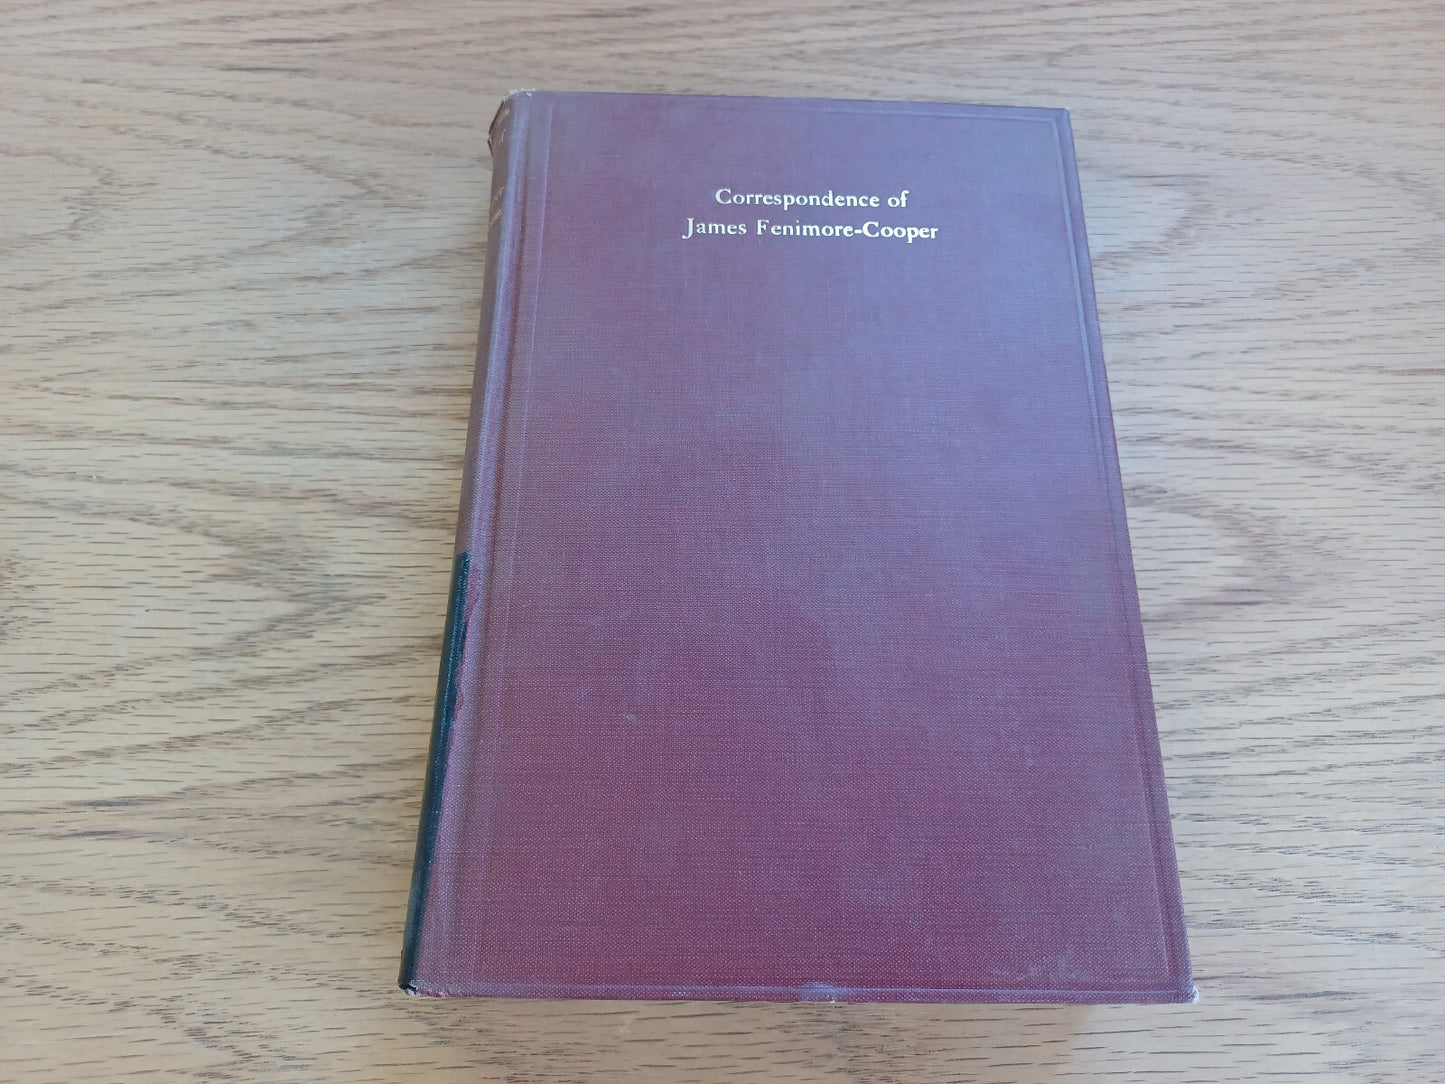 Correspondence of
James Fenimore-Cooper